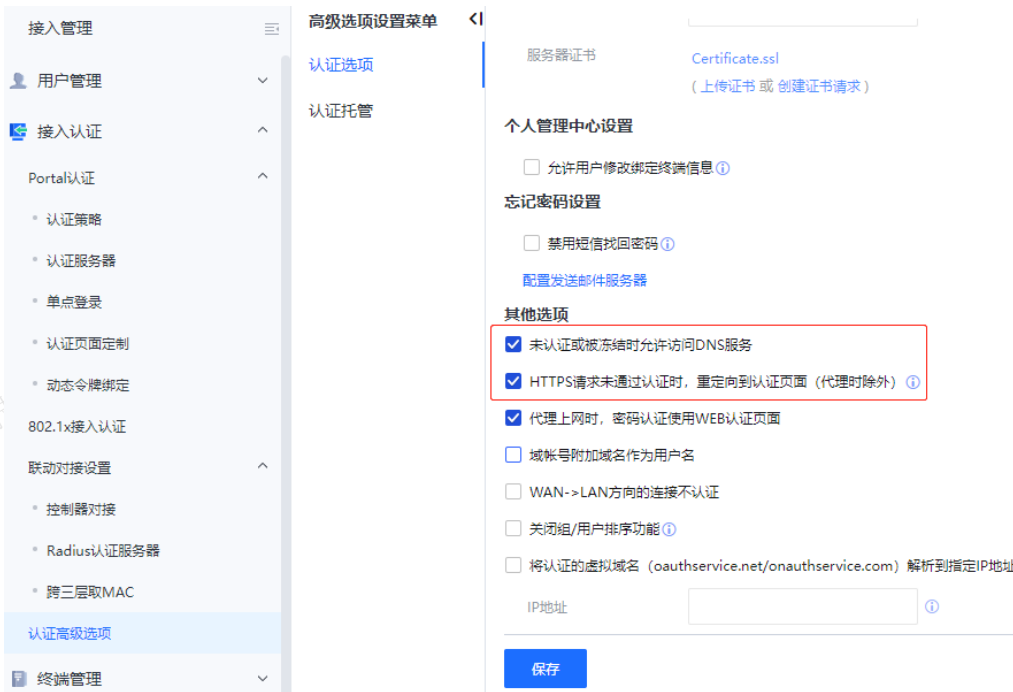 接入管理
用户管理
接入认证
Portal认证
认证策略
认证服务器
单点登录
认证页面定制
动态令牌绑定
802.1x接入认证
联动对接设置
控制器对接
Radius认证服务器
跨三层取MAC
认证高级选项
终端管理
高级选项设置菜单
认证选项
认证托管
服务器证书
Certificate.ssl
( 上传证书 或 创建证书请求 )
个人管理中心设置
允许用户修改绑定终端信息
忘记密码设置
禁用短信找回密码
配置发送邮件服务器
其他选项
未认证或被冻结时允许访问DNS服务
HTTPS请求未通过认证时，重定向到认证页面（代理时除外）
代理上网时，密码认证使用WEB认证页面
域帐号附加域名作为用户名
WAN->LAN方向的连接不认证
关闭组/用户排序功能
将认证的虚拟域名（oauthservice.net/onauthservice.com）解析到指定IP地址
IP地址
保存